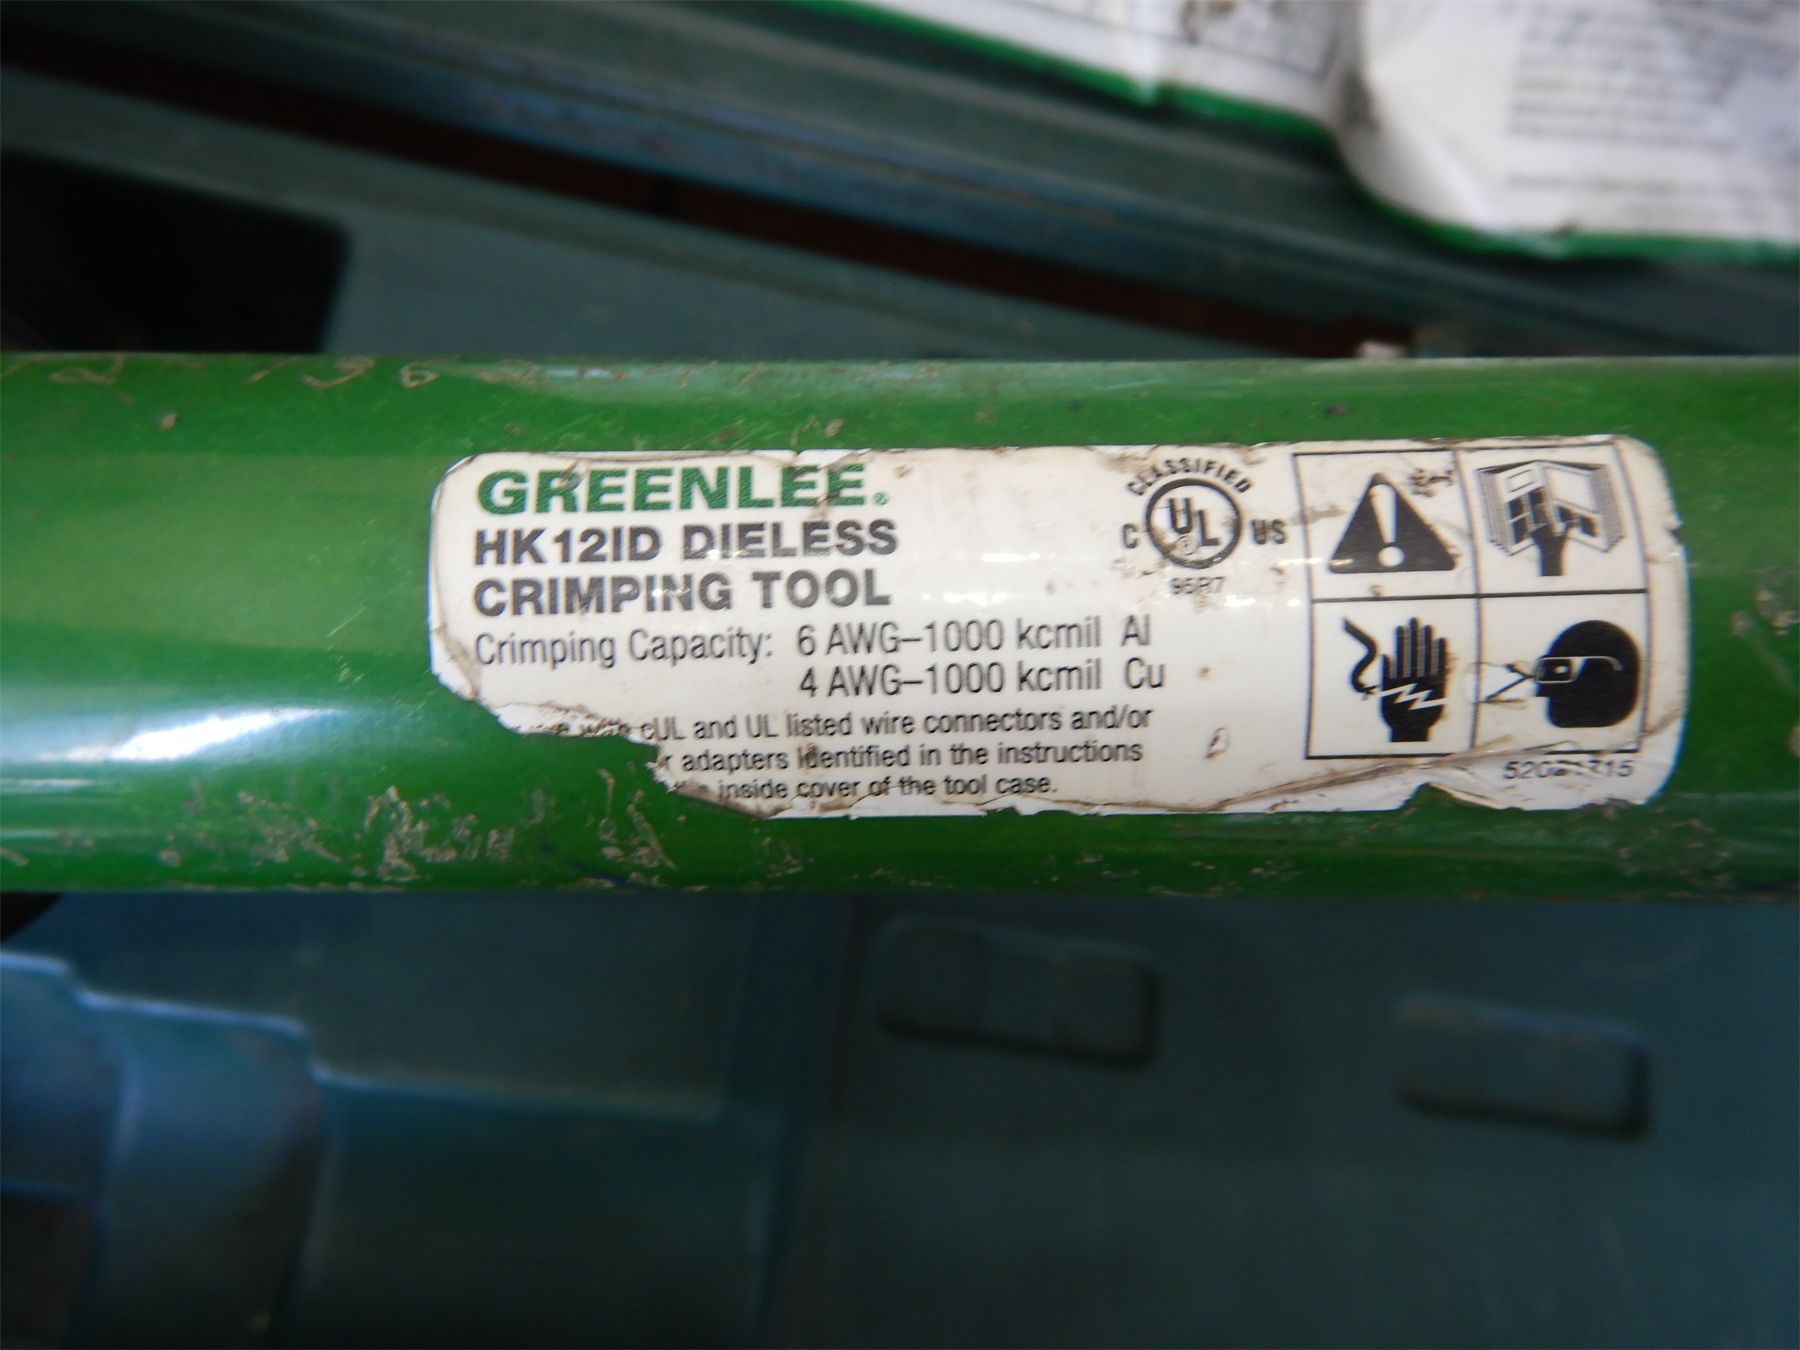 GREENLEE®
HK12ID DIELESS
CRIMPING TOOL
Crimping Capacity: 6 AWG–1000 kcmil Al
4 AWG–1000 kcmil Cu
with cUL and UL listed wire connectors and/or
adapters identified in the instructions
inside cover of the tool case.
CLASSIFIED
C UL® US
95R7